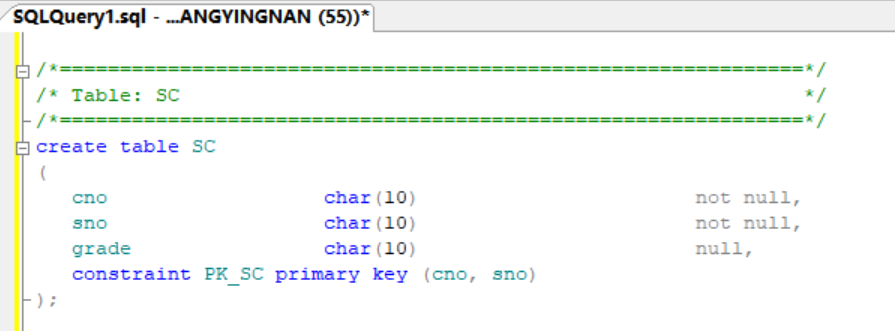 SQLQuery1.sql - ...ANGYINGNAN (55))*
/*==============================================================*/
/* Table: SC                                                    */
/*==============================================================*/
create table SC
(
   cno                  char(10)                       not null,
   sno                  char(10)                       not null,
   grade                char(10)                       null,
   constraint PK_SC primary key (cno, sno)
);